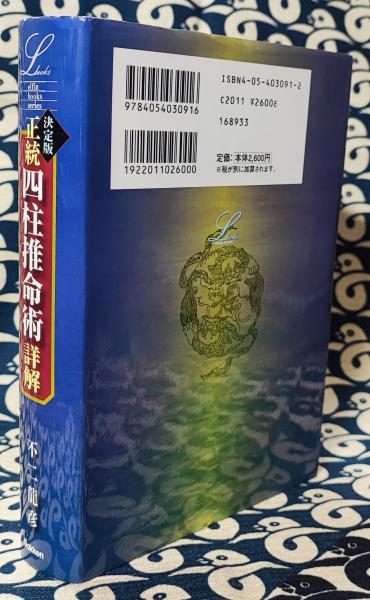 L books
elfin
books
series
決定版
正統 四柱推命術 詳解
不二龍彦
Gakken
9784054030916
1922011026000
ISBN4-05-403091-2
C2011 ¥2600E
168933
定価:本体2,600円
※税が別に加算されます。
L books